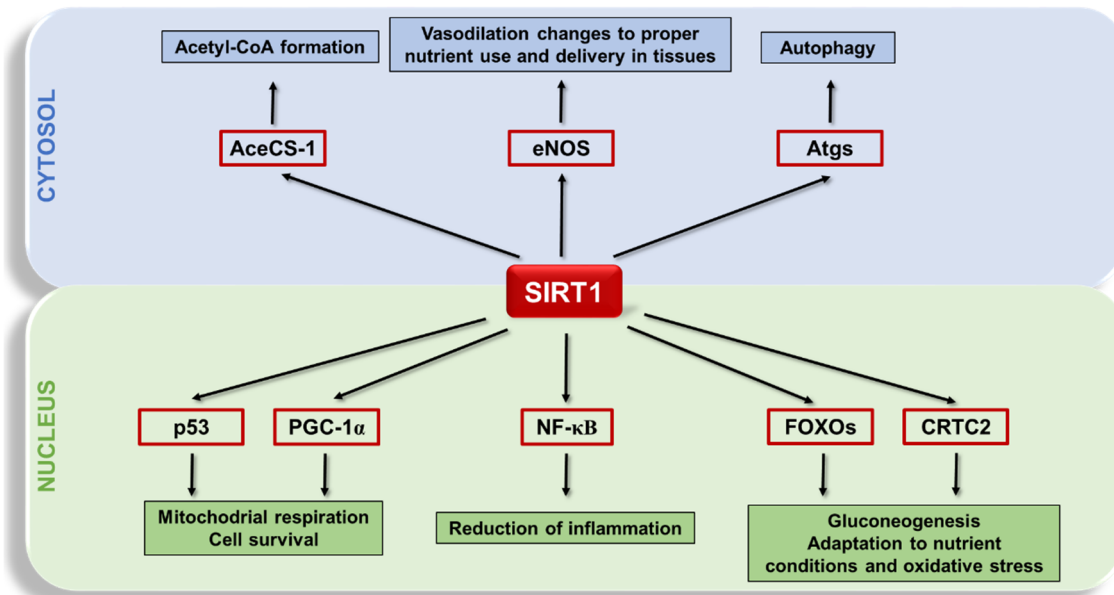 CYTOSOL
Acetyl-CoA formation
Vasodilation changes to proper
nutrient use and delivery in tissues
Autophagy
AceCS-1
eNOS
Atgs
SIRT1
NUCLEUS
p53
PGC-1α
NF-κB
FOXOs
CRTC2
Mitochodrial respiration
Cell survival
Reduction of inflammation
Gluconeogenesis
Adaptation to nutrient
conditions and oxidative stress